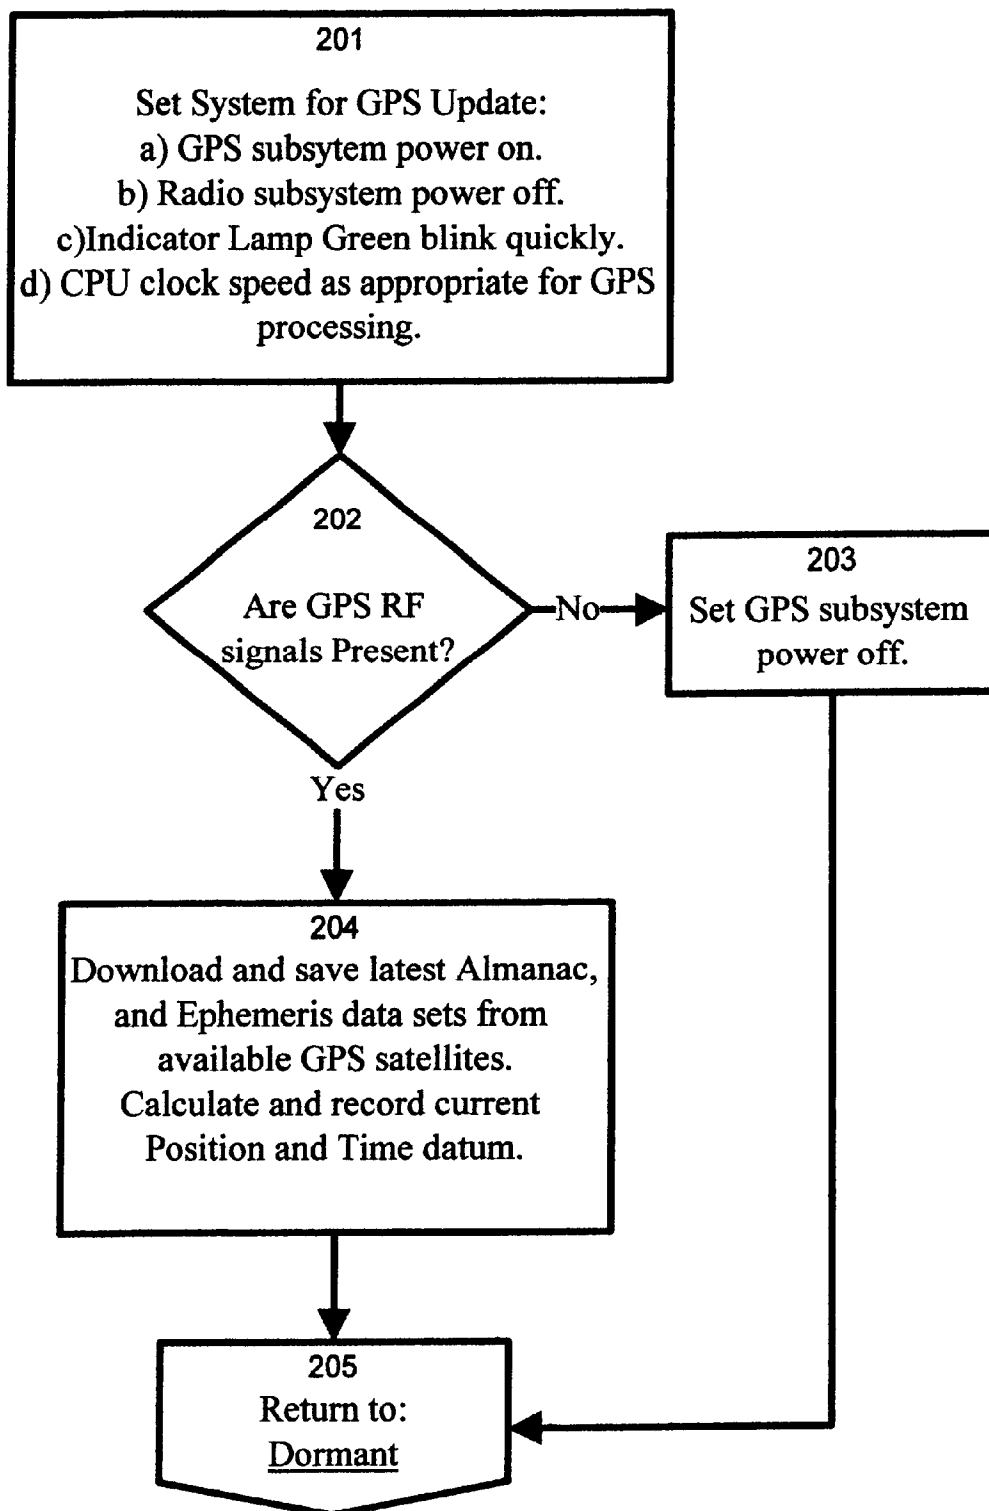 201
Set System for GPS Update:
a) GPS subsytem power on.
b) Radio subsystem power off.
c)Indicator Lamp Green blink quickly.
d) CPU clock speed as appropriate for GPS
processing.
202
Are GPS RF
signals Present?
No
203
Set GPS subsystem
power off.
Yes
204
Download and save latest Almanac,
and Ephemeris data sets from
available GPS satellites.
Calculate and record current
Position and Time datum.
205
Return to:
Dormant